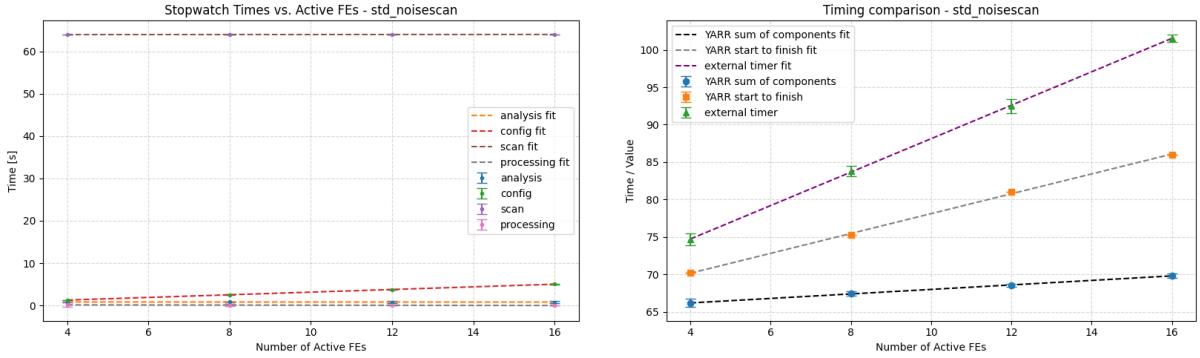 Stopwatch Times vs. Active FEs - std_noisescan
Time [s]
60
50
40
30
20
10
0
analysis fit
config fit
scan fit
processing fit
analysis
config
scan
processing
4
6
8
10
12
14
16
Number of Active FEs
Timing comparison - std_noisescan
Time / Value
100
95
90
85
80
75
70
65
YARR sum of components fit
YARR start to finish fit
external timer fit
YARR sum of components
YARR start to finish
external timer
4
6
8
10
12
14
16
Number of Active FEs